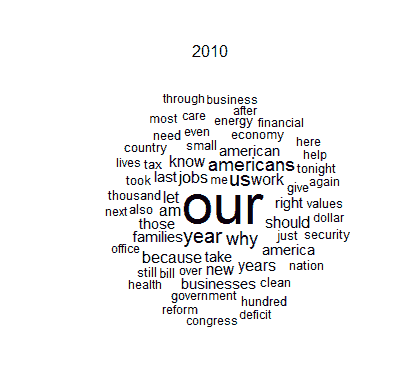 2010
through business
after
most care energy financial
need even economy
small here
country american help
lives tax know americans tonight
took last jobs me us work again
thousand let our give
right values
next also am dollar
those should
families year why just security
office america
because take
still bill over new years nation
health businesses clean
government hundred
reform deficit
congress